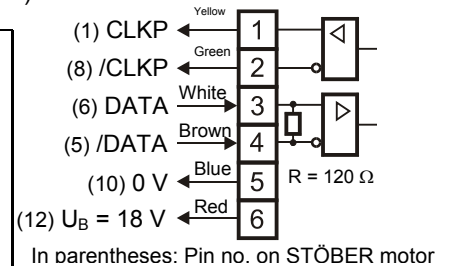 Yellow
(1) CLKP 1
Green
(8) /CLKP 2
White
(6) DATA 3
Brown
(5) /DATA 4
Blue
(10) 0 V 5 R = 120 Ω
Red
(12) UB = 18 V 6
In parentheses: Pin no. on STÖBER motor